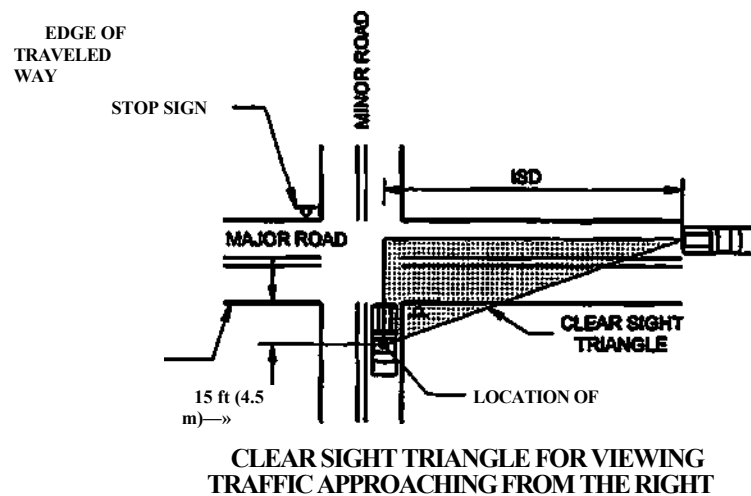 EDGE OF
TRAVELED
WAY
MINOR ROAD
STOP SIGN
ISD
MAJOR ROAD
CLEAR SIGHT
TRIANGLE
15 ft (4.5
m)—»
LOCATION OF
CLEAR SIGHT TRIANGLE FOR VIEWING
TRAFFIC APPROACHING FROM THE RIGHT